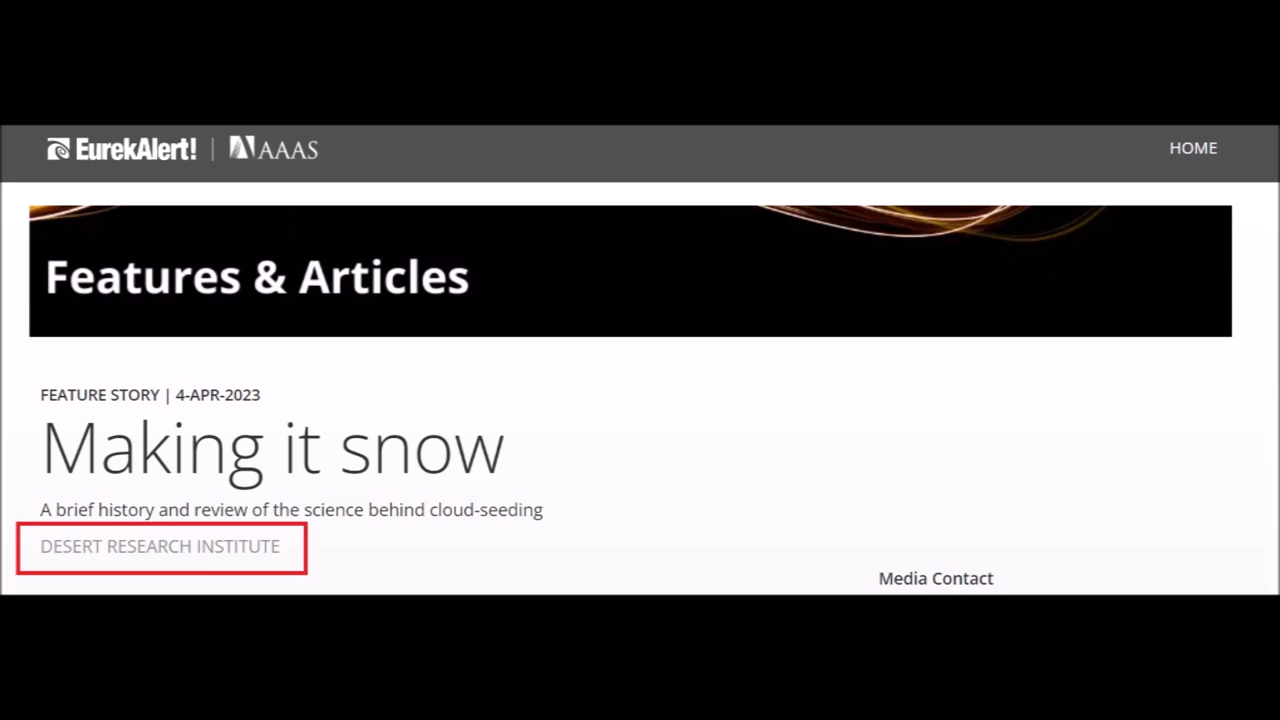 EurekAlert! | AAAS
HOME
Features & Articles
FEATURE STORY | 4-APR-2023
Making it snow
A brief history and review of the science behind cloud-seeding
DESERT RESEARCH INSTITUTE
Media Contact